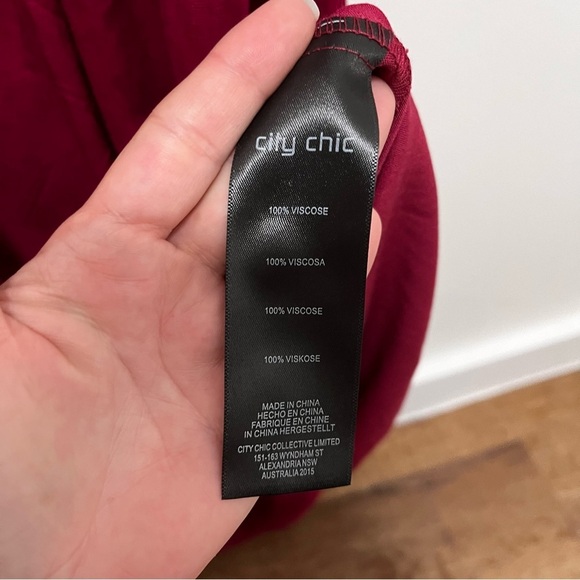 city chic
100% VISCOSE
100% VISCOSA
100% VISCOSE
100% VISKOSE
MADE IN CHINA
HECHO EN CHINA
FABRIQUE EN CHINE
IN CHINA HERGESTELLT
CITY CHIC COLLECTIVE LIMITED
151-163 WYNDHAM ST
ALEXANDRIA NSW
AUSTRALIA 2015